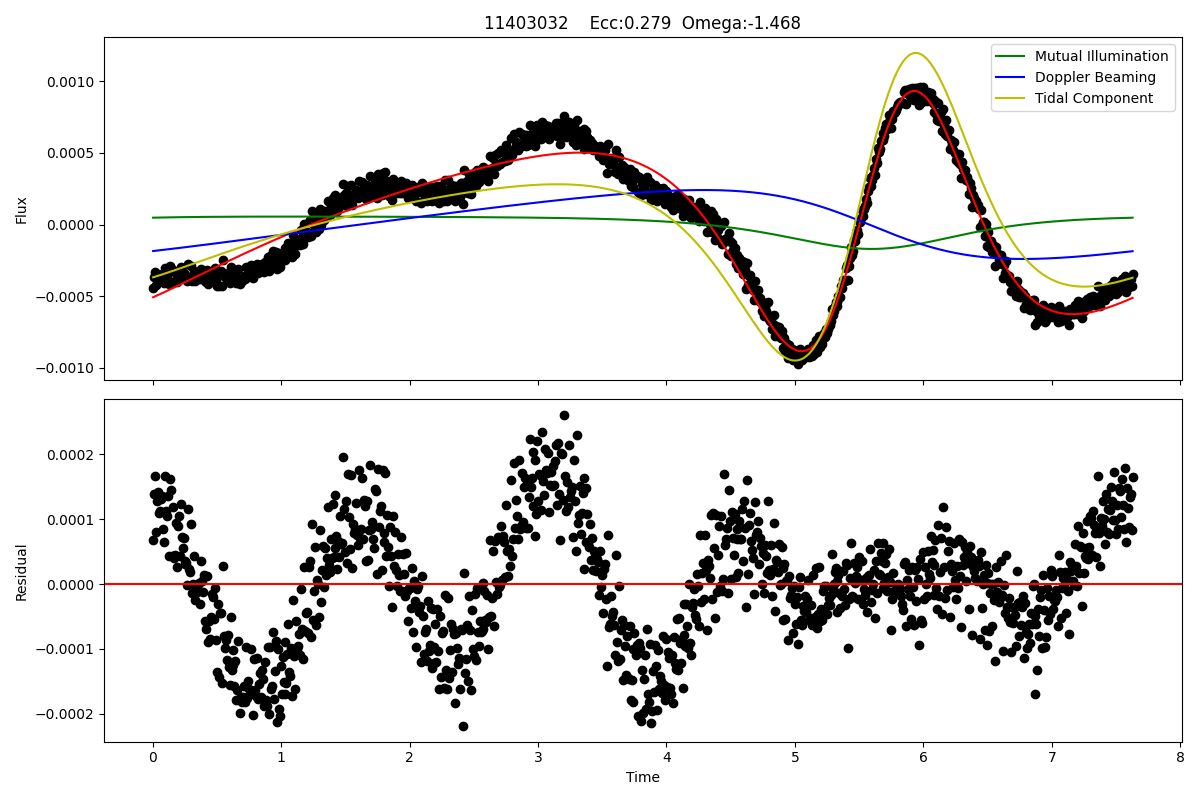 11403032    Ecc:0.279  Omega:-1.468
Mutual Illumination
Doppler Beaming
Tidal Component
Flux
0.0010
0.0005
0.0000
−0.0005
−0.0010
Residual
0.0002
0.0001
0.0000
−0.0001
−0.0002
0 1 2 3 4 5 6 7 8
Time